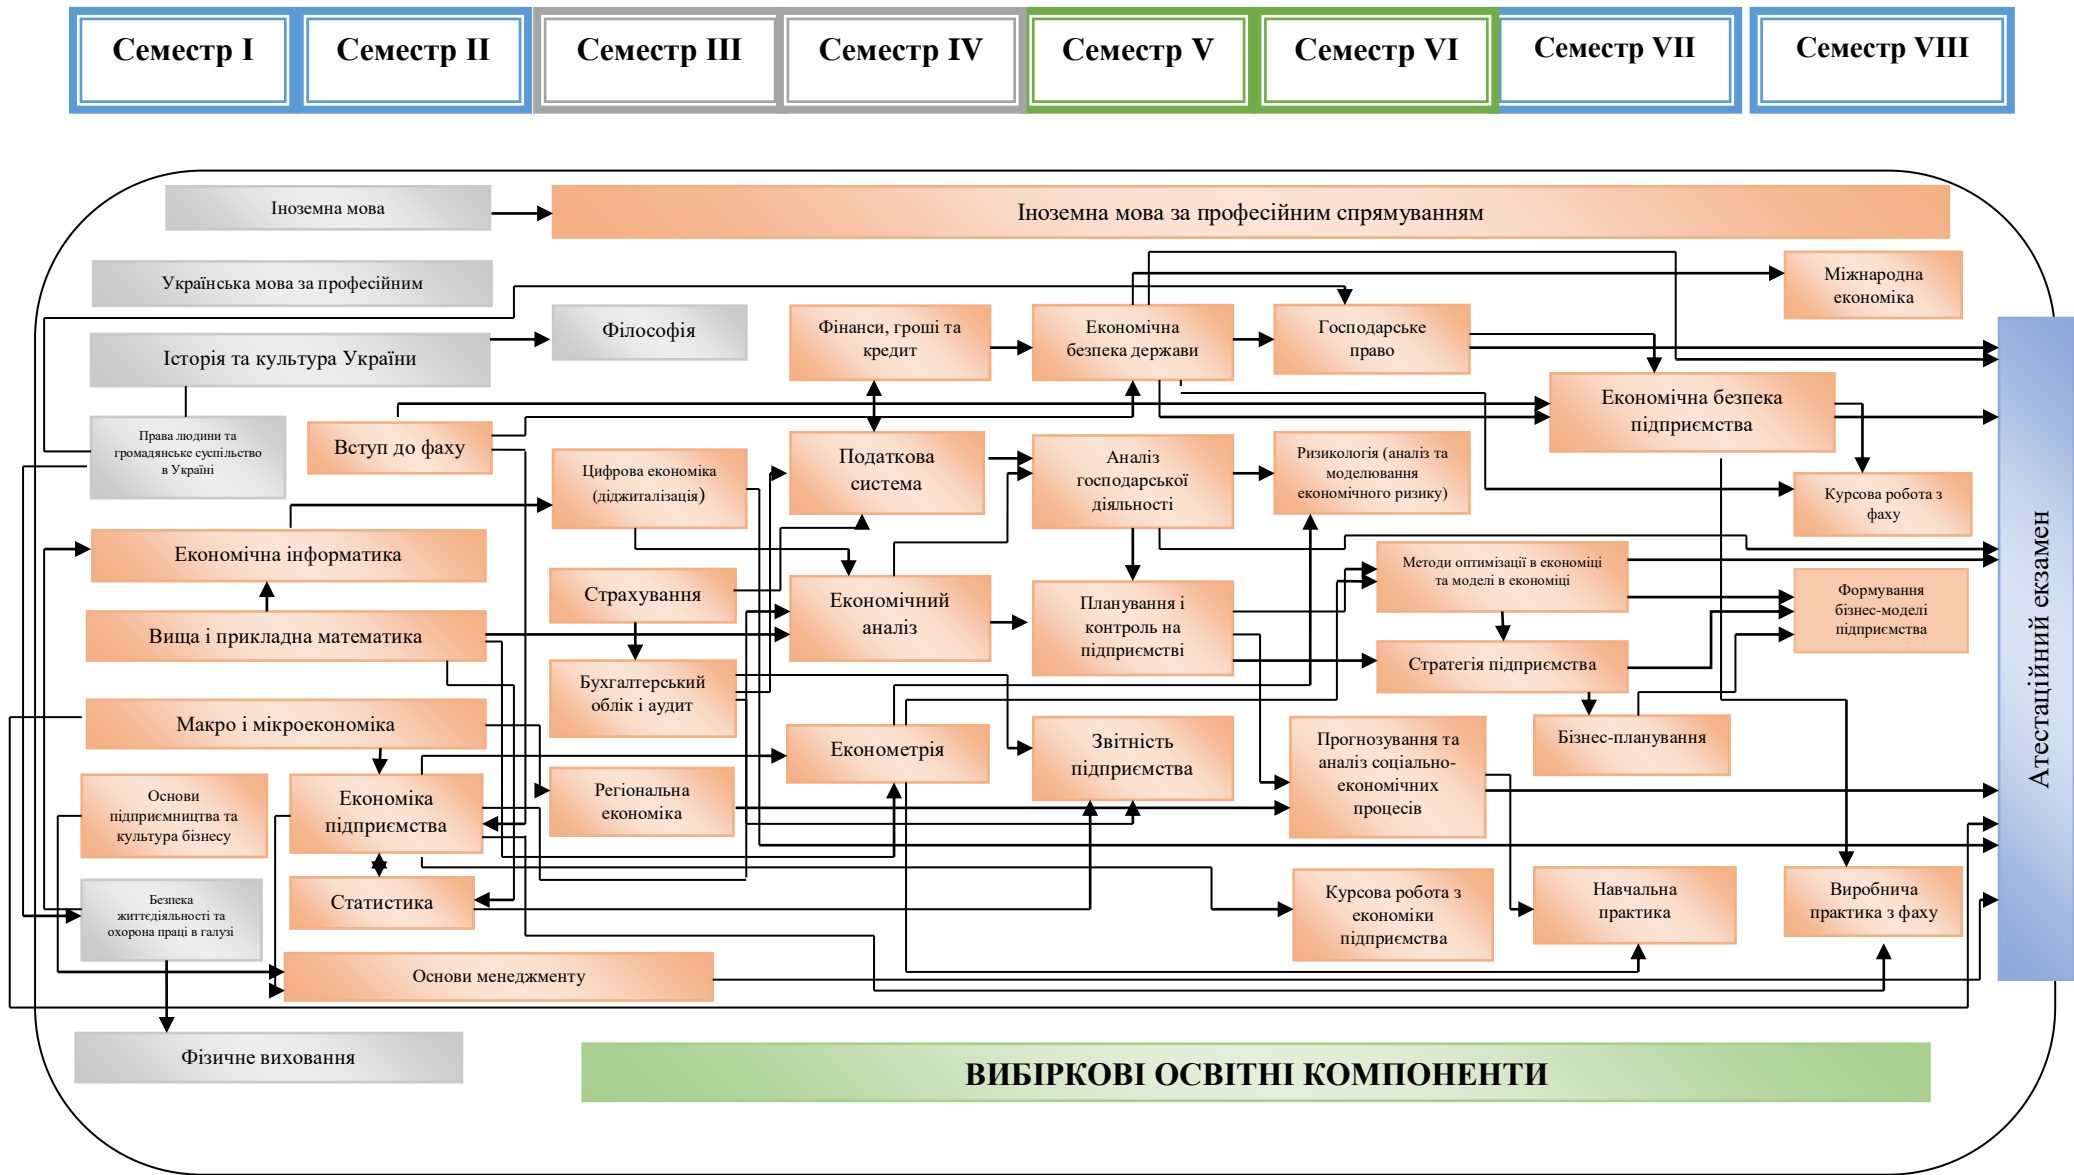 Семестр I
Семестр II
Семестр III
Семестр IV
Семестр V
Семестр VI
Семестр VII
Семестр VIII
Іноземна мова
Іноземна мова за професійним спрямуванням
Українська мова за професійним
Міжнародна
економіка
Історія та культура України
Філософія
Фінанси, гроші та
кредит
Економічна
безпека держави
Господарське
право
Економічна безпека
підприємства
Права людини та
громадянське суспільство
в Україні
Вступ до фаху
Цифрова економіка
(діджиталізація)
Податкова
система
Аналіз
господарської
діяльності
Ризикологія (аналіз та
моделювання
економічного ризику)
Курсова робота з
фаху
Економічна інформатика
Страхування
Економічний
аналіз
Планування і
контроль на
підприємстві
Методи оптимізації в економіці
та моделі в економіці
Формування
бізнес-моделі
підприємства
Вища і прикладна математика
Бухгалтерський
облік і аудит
Стратегія підприємства
Макро і мікроекономіка
Економетрія
Звітність
підприємства
Прогнозування та
аналіз соціально-
економічних
процесів
Бізнес-планування
Основи
підприємництва та
культура бізнесу
Економіка
підприємства
Регіональна
економіка
Безпека
життєдіяльності та
охорона праці в галузі
Статистика
Курсова робота з
економіки
підприємства
Навчальна
практика
Виробнича
практика з фаху
Основи менеджменту
Фізичне виховання
ВИБІРКОВІ ОСВІТНІ КОМПОНЕНТИ
Атестаційний екзамен